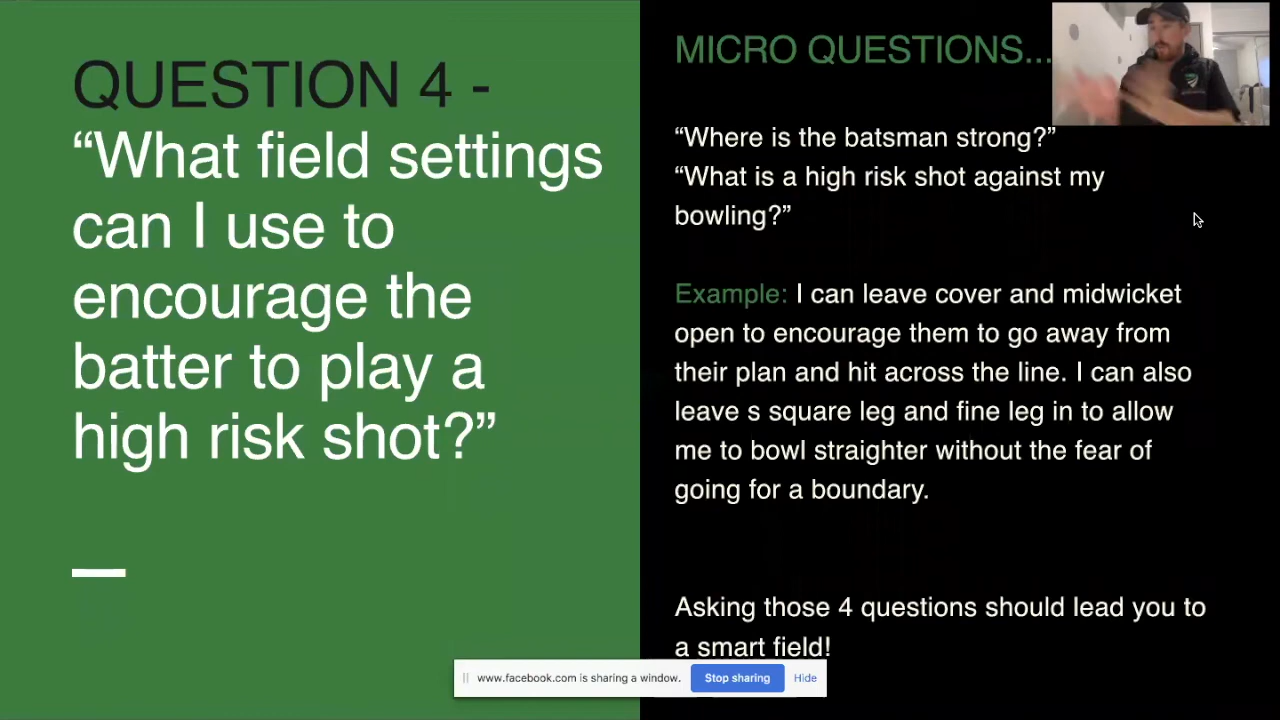 QUESTION 4 -
“What field settings
can I use to
encourage the
batter to play a
high risk shot?”
MICRO QUESTIONS...
“Where is the batsman strong?”
“What is a high risk shot against my
bowling?”
Example: I can leave cover and midwicket
open to encourage them to go away from
their plan and hit across the line. I can also
leave s square leg and fine leg in to allow
me to bowl straighter without the fear of
going for a boundary.
Asking those 4 questions should lead you to
a smart field!
www.facebook.com is sharing a window. Stop sharing Hide